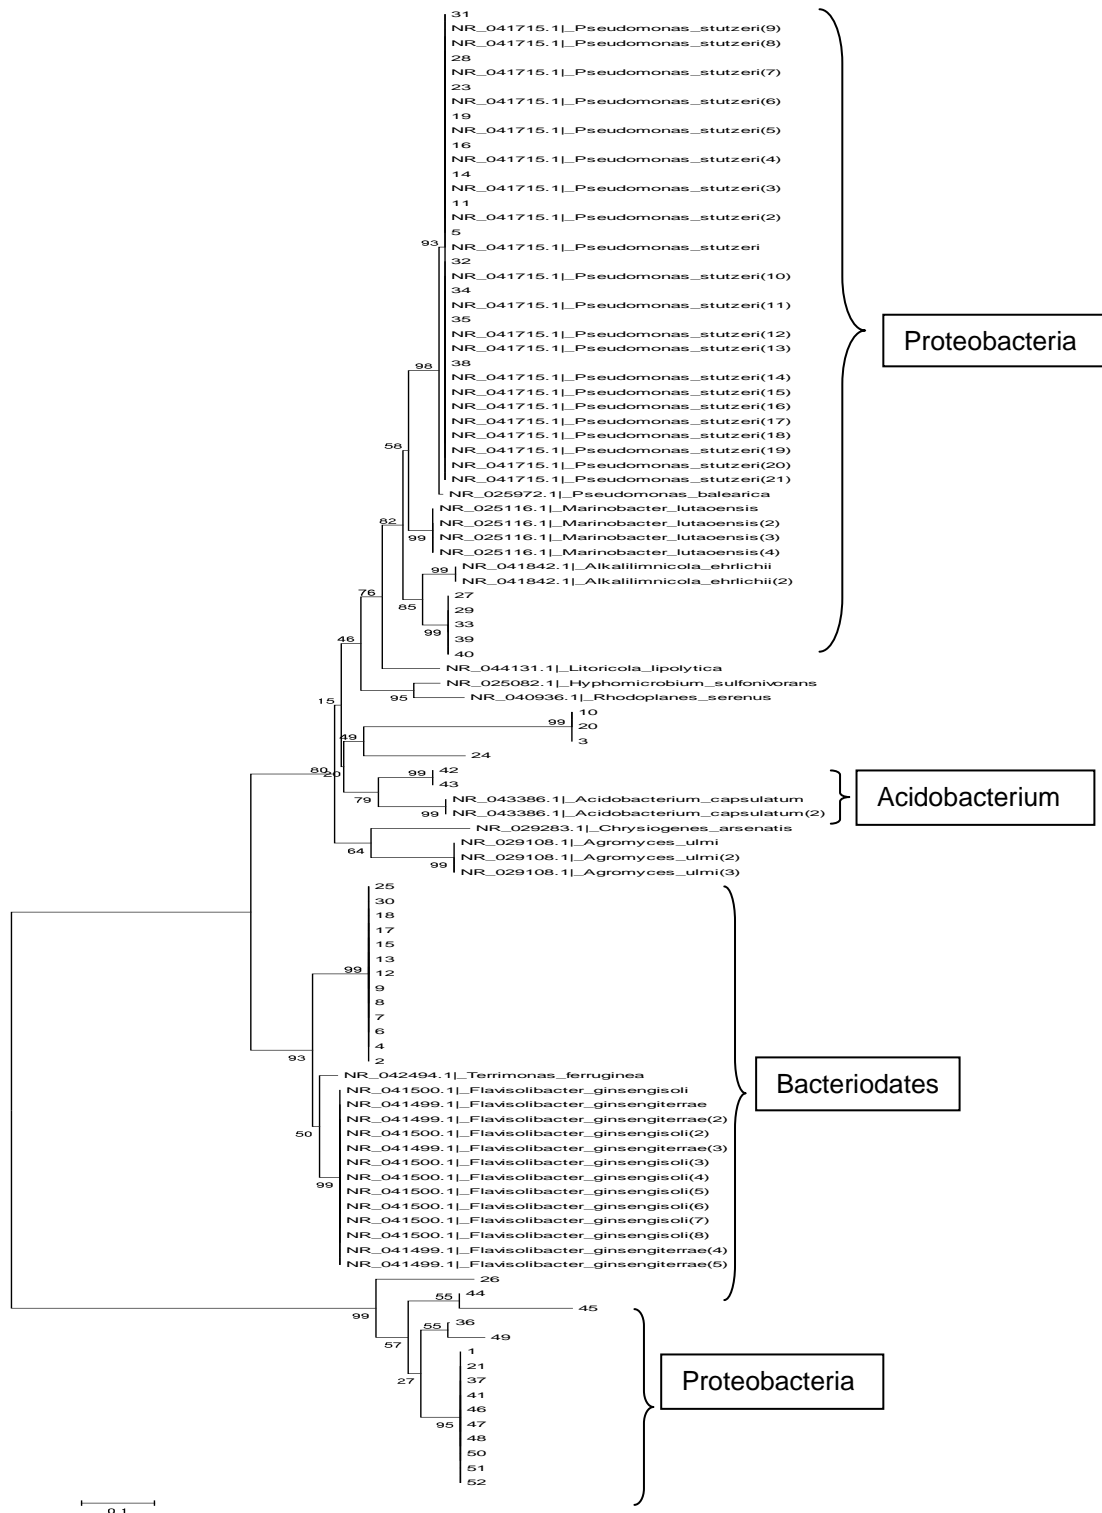 31
NR_041715.1|_Pseudomonas_stutzeri(9)
NR_041715.1|_Pseudomonas_stutzeri(8)
28
NR_041715.1|_Pseudomonas_stutzeri(7)
23
NR_041715.1|_Pseudomonas_stutzeri(6)
19
NR_041715.1|_Pseudomonas_stutzeri(5)
16
NR_041715.1|_Pseudomonas_stutzeri(4)
14
NR_041715.1|_Pseudomonas_stutzeri(3)
11
NR_041715.1|_Pseudomonas_stutzeri(2)
5
93
NR_041715.1|_Pseudomonas_stutzeri
32
NR_041715.1|_Pseudomonas_stutzeri(10)
34
NR_041715.1|_Pseudomonas_stutzeri(11)
35
NR_041715.1|_Pseudomonas_stutzeri(12)
Proteobacteria
NR_041715.1|_Pseudomonas_stutzeri(13)
38
98
NR_041715.1|_Pseudomonas_stutzeri(14)
NR_041715.1|_Pseudomonas_stutzeri(15)
NR_041715.1|_Pseudomonas_stutzeri(16)
NR_041715.1|_Pseudomonas_stutzeri(17)
NR_041715.1|_Pseudomonas_stutzeri(18)
58
NR_041715.1|_Pseudomonas_stutzeri(19)
NR_041715.1|_Pseudomonas_stutzeri(20)
NR_041715.1|_Pseudomonas_stutzeri(21)
NR_025972.1|_Pseudomonas_balearica
NR_025116.1|_Marinobacter_lutaoensis
82
NR_025116.1|_Marinobacter_lutaoensis(2)
99
NR_025116.1|_Marinobacter_lutaoensis(3)
NR_025116.1|_Marinobacter_lutaoensis(4)
99
NR_041842.1|_Alkalilimnicola_ehrlichii
NR_041842.1|_Alkalilimnicola_ehrlichii(2)
76
27
85
29
33
99
39
46
40
NR_044131.1|_Litoricola_lipolytica
NR_025082.1|_Hyphomicrobium_sulfonivorans
95
NR_040936.1|_Rhodoplanes_serenus
15
10
99
20
49
3
24
80
20
99
42
43
79
NR_043386.1|_Acidobacterium_capsulatum
Acidobacterium
99
NR_043386.1|_Acidobacterium_capsulatum(2)
NR_029283.1|_Chrysiogenes_arsenatis
64
NR_029108.1|_Agromyces_ulmi
99
NR_029108.1|_Agromyces_ulmi(2)
NR_029108.1|_Agromyces_ulmi(3)
25
30
18
17
15
13
99
12
9
8
7
6
4
93
2
NR_042494.1|_Terrimonas_ferruginea
Bacteriodates
NR_041500.1|_Flavisolibacter_ginsengisoli
NR_041499.1|_Flavisolibacter_ginsengiterrae
NR_041499.1|_Flavisolibacter_ginsengiterrae(2)
50
NR_041500.1|_Flavisolibacter_ginsengisoli(2)
NR_041499.1|_Flavisolibacter_ginsengiterrae(3)
NR_041500.1|_Flavisolibacter_ginsengisoli(3)
99
NR_041500.1|_Flavisolibacter_ginsengisoli(4)
NR_041500.1|_Flavisolibacter_ginsengisoli(5)
NR_041500.1|_Flavisolibacter_ginsengisoli(6)
NR_041500.1|_Flavisolibacter_ginsengisoli(7)
NR_041500.1|_Flavisolibacter_ginsengisoli(8)
NR_041499.1|_Flavisolibacter_ginsengiterrae(4)
NR_041499.1|_Flavisolibacter_ginsengiterrae(5)
26
55
44
99
45
55
36
57
49
1
21
27
37
Proteobacteria
41
46
95
47
48
50
51
52
0.1